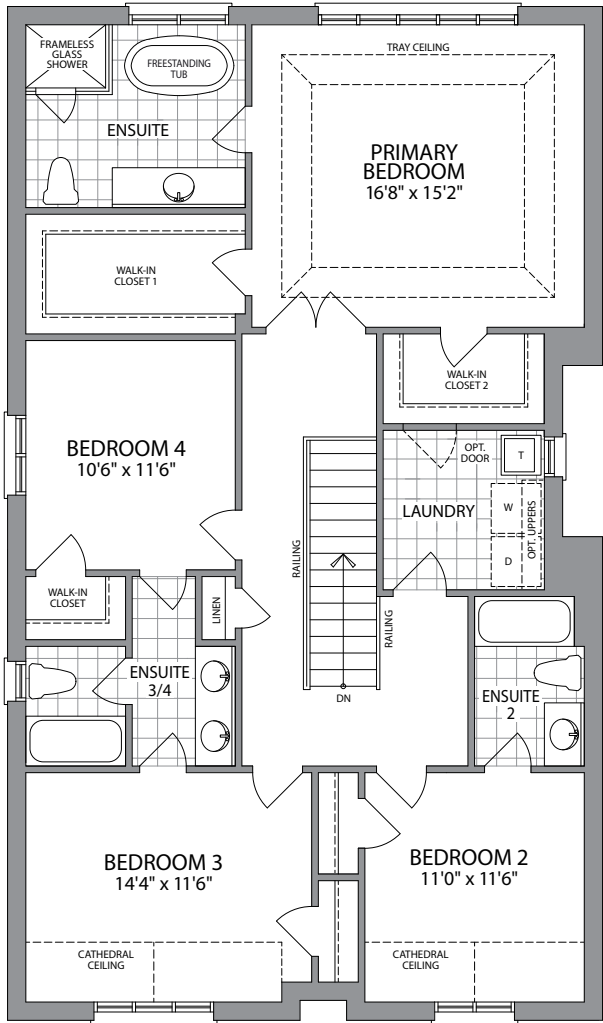 FRAMELESS
GLASS
SHOWER
FREESTANDING
TUB
ENSUITE
TRAY CEILING
PRIMARY
BEDROOM
16'8" x 15'2"
WALK-IN
CLOSET 1
WALK-IN
CLOSET 2
BEDROOM 4
10'6" x 11'6"
OPT.
DOOR
T
LAUNDRY
W
D
OPT. UPPERS
RAILING
RAILING
DN
WALK-IN
CLOSET
LINEN
ENSUITE
3/4
ENSUITE
2
BEDROOM 3
14'4" x 11'6"
BEDROOM 2
11'0" x 11'6"
CATHEDRAL
CEILING
CATHEDRAL
CEILING